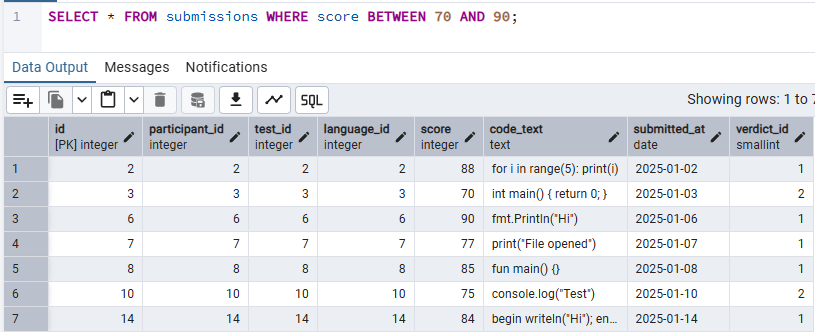 1 SELECT * FROM submissions WHERE score BETWEEN 70 AND 90;
Data Output Messages Notifications
SQL Showing rows: 1 to 7
id participant_id test_id language_id score code_text submitted_at verdict_id
[PK] integer integer integer integer integer text date smallint
1 2 2 2 2 88 for i in range(5): print(i) 2025-01-02 1
2 3 3 3 3 70 int main() { return 0; } 2025-01-03 2
3 6 6 6 6 90 fmt.Println("Hi") 2025-01-06 1
4 7 7 7 7 77 print("File opened") 2025-01-07 1
5 8 8 8 8 85 fun main() {} 2025-01-08 1
6 10 10 10 10 75 console.log("Test") 2025-01-10 2
7 14 14 14 14 84 begin writeln("Hi"); en... 2025-01-14 1